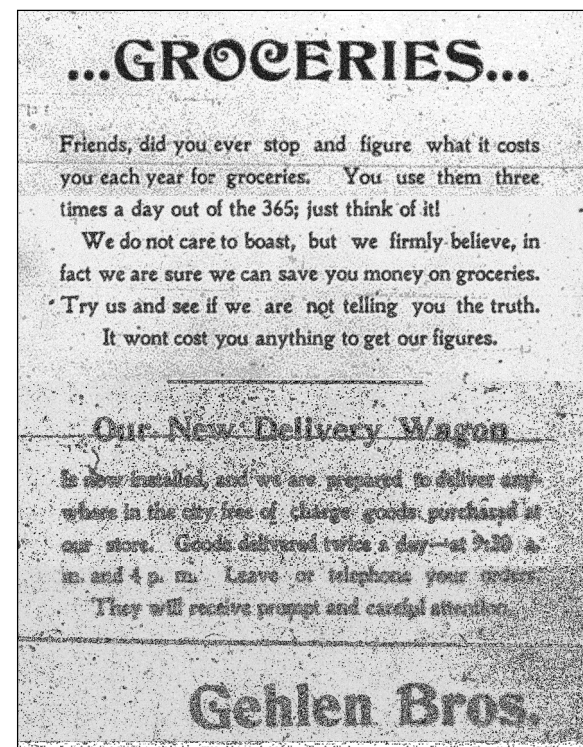 ...GROCERIES...
Friends, did you ever stop and figure what it costs
you each year for groceries. You use them three
times a day out of the 365; just think of it!
We do not care to boast, but we firmly believe, in
fact we are sure we can save you money on groceries.
Try us and see if we are not telling you the truth.
It wont cost you anything to get our figures.
Our New Delivery Wagon
Is now installed, and we are prepared to deliver any-
where in the city free of charge goods purchased at
our store. Goods delivered twice a day—at 9:20 a.
m. and 4 p. m. Leave or telephone your orders.
They will receive prompt and careful attention.
Gehlen Bros.